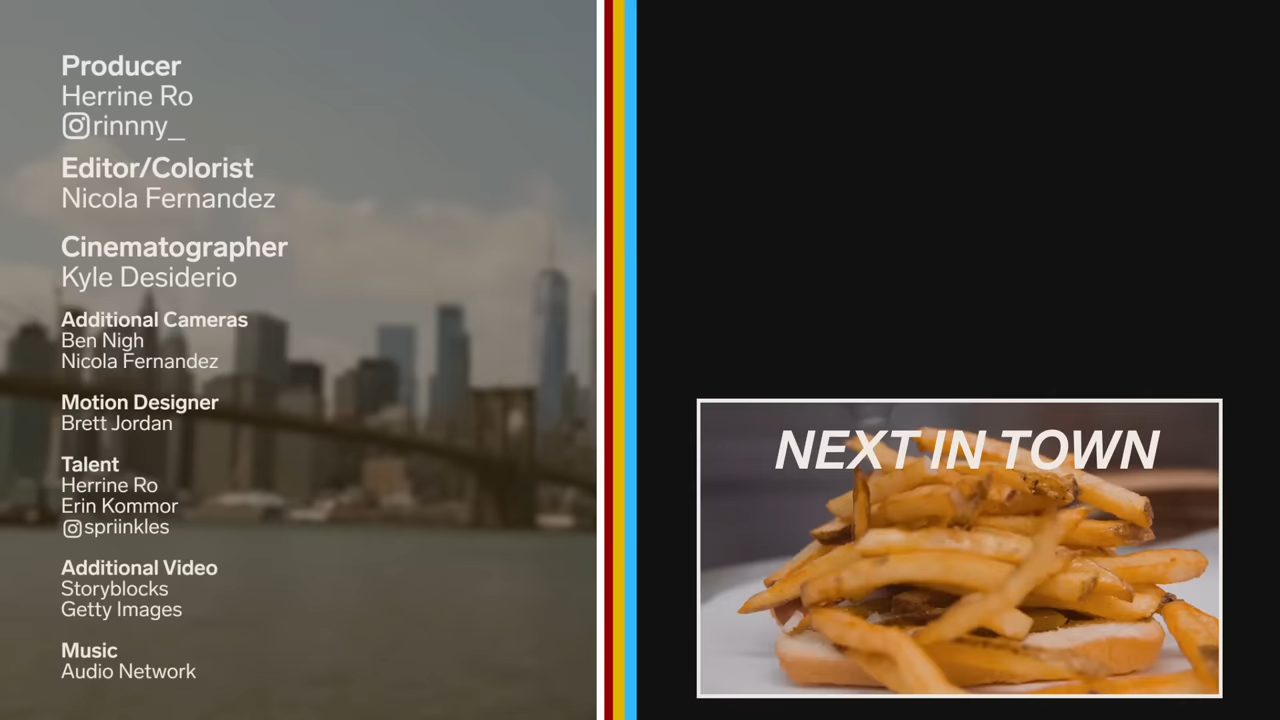 Producer
Herrine Ro
rinnny_
Editor/Colorist
Nicola Fernandez
Cinematographer
Kyle Desiderio
Additional Cameras
Ben Nigh
Nicola Fernandez
Motion Designer
Brett Jordan
Talent
Herrine Ro
Erin Kommor
spriinkles
Additional Video
Storyblocks
Getty Images
Music
Audio Network
NEXT IN TOWN